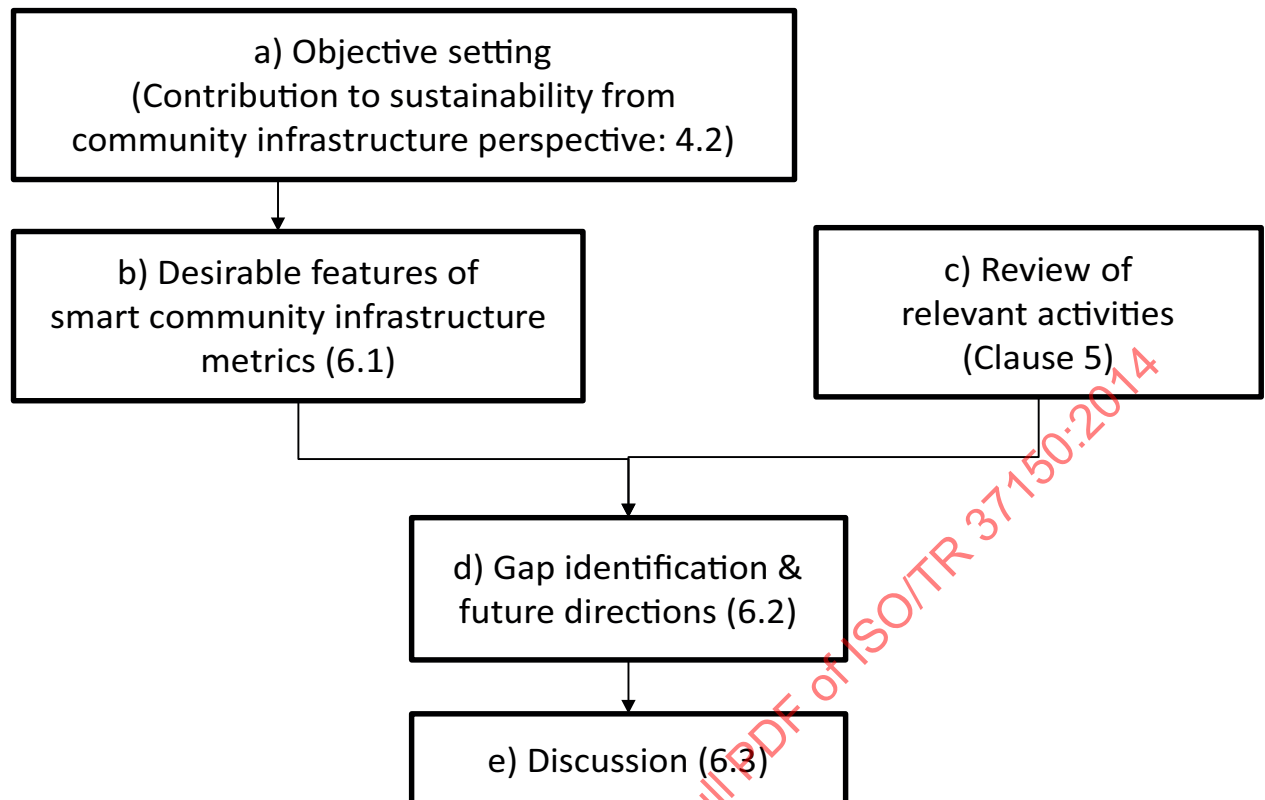 a) Objective setting
(Contribution to sustainability from
community infrastructure perspective: 4.2)
b) Desirable features of
smart community infrastructure
metrics (6.1)
c) Review of
relevant activities
(Clause 5)
d) Gap identification &
future directions (6.2)
e) Discussion (6.3)
PDF of ISO/TR 37150:2014